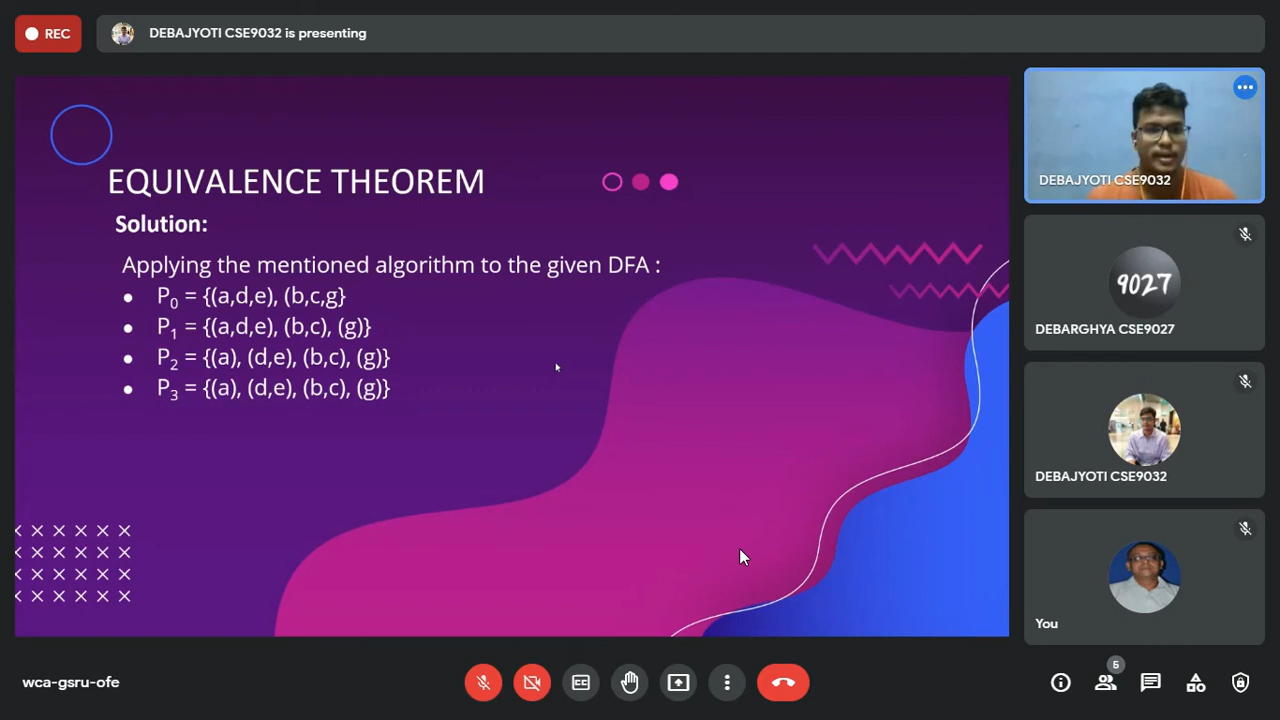 REC
DEBAJYOTI CSE9032 is presenting
EQUIVALENCE THEOREM
Solution:
Applying the mentioned algorithm to the given DFA :
• P0 = {(a,d,e), (b,c,g}
• P1 = {(a,d,e), (b,c), (g)}
• P2 = {(a), (d,e), (b,c), (g)}
• P3 = {(a), (d,e), (b,c), (g)}
DEBAJYOTI CSE9032
9027
DEBARGHYA CSE9027
DEBAJYOTI CSE9032
You
wca-gsru-ofe
CC
5